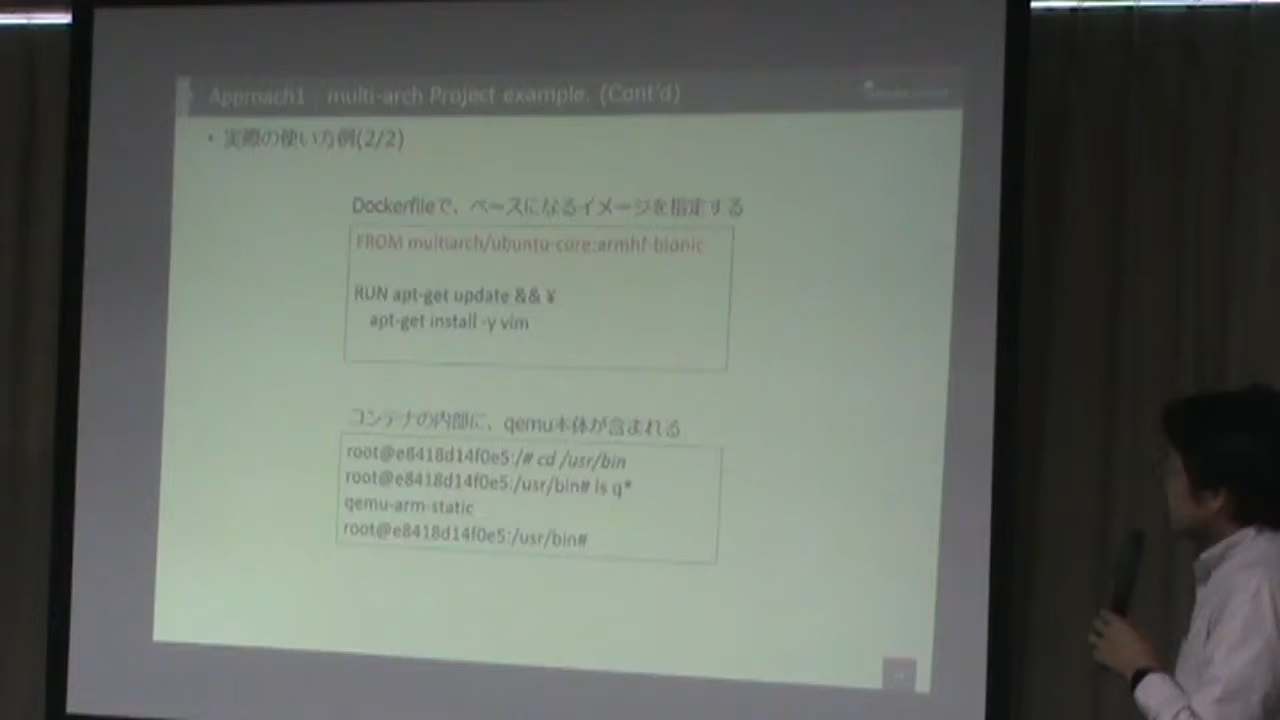 Approach1 : multi-arch Project example. (Cont'd)
・ 実際の使い方例(2/2)
Dockerfileで、ベースになるイメージを指定する
FROM multiarch/ubuntu-core:armhf-bionic
RUN apt-get update && ¥
apt-get install -y vim
コンテナの内部に、qemu本体が含まれる
root@e8418d14f0e5:/# cd /usr/bin
root@e8418d14f0e5:/usr/bin# ls q*
qemu-arm-static
root@e8418d14f0e5:/usr/bin#